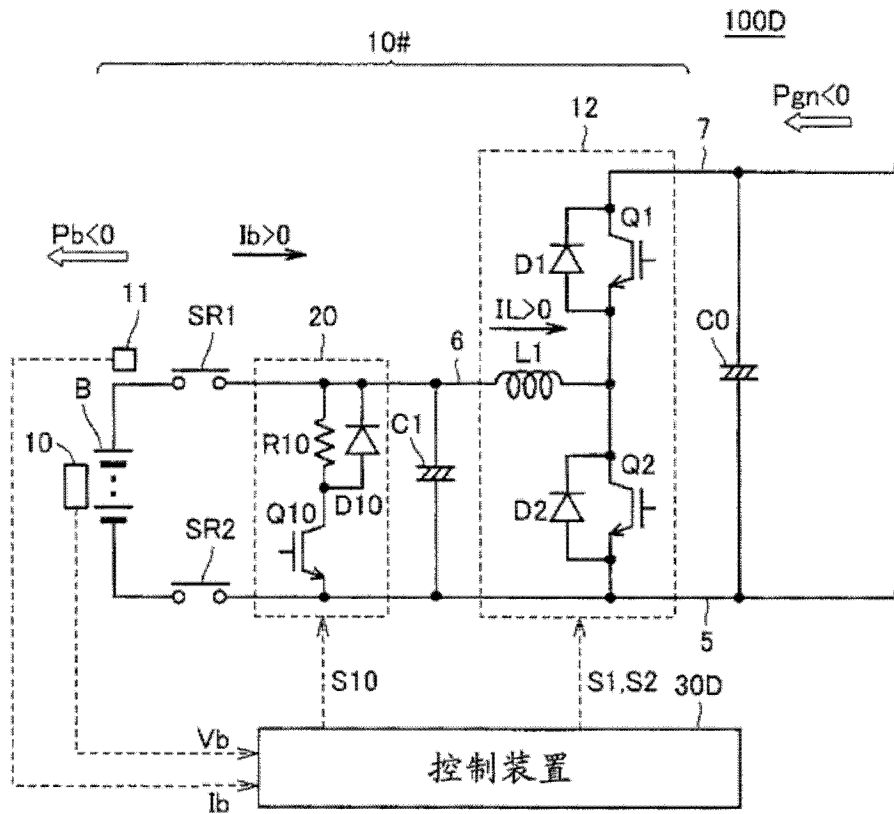 100D
10#
Pgn<0
12
7
Pb<0
Ib>0
Q1
D1
11
SR1
20
IL>0
6
L1
C0
B
R10
C1
10
Q10
D10
Q2
D2
SR2
5
S10
S1,S2
30D
Vb
控制装置
Ib